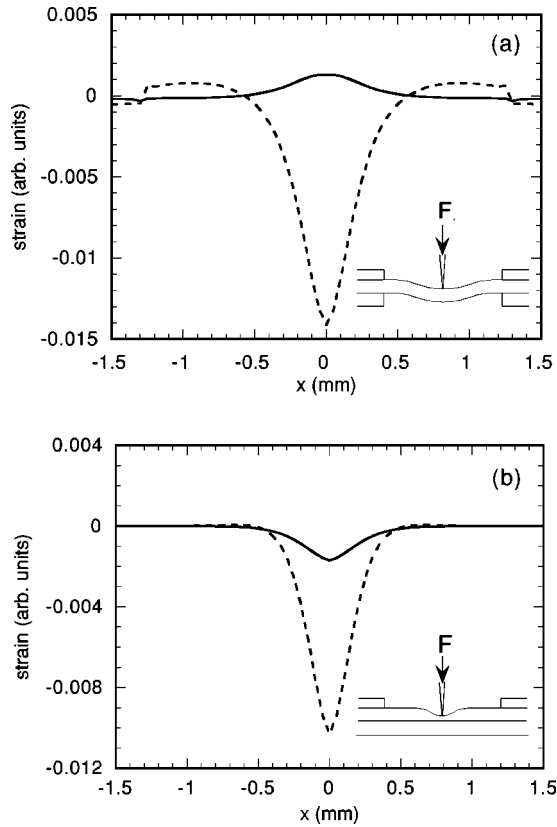 0.005
(a)
0
-0.005
-0.01
-0.015
strain (arb. units)
F
-1.5 -1 -0.5 0 0.5 1 1.5
x (mm)
0.004
(b)
0
-0.004
-0.008
-0.012
strain (arb. units)
F
-1.5 -1 -0.5 0 0.5 1 1.5
x (mm)